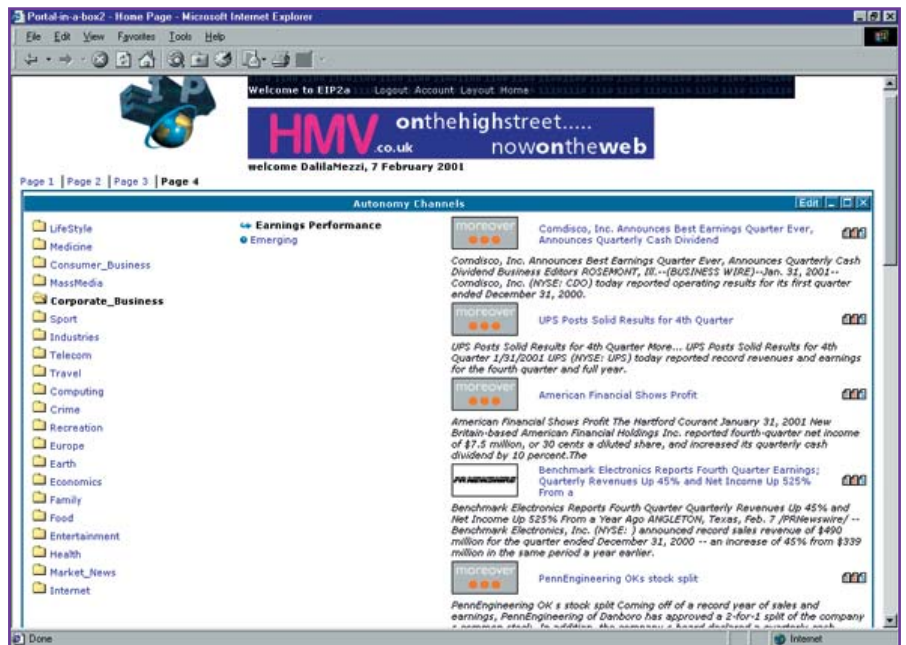 Portal-in-a-box2 - Home Page - Microsoft Internet Explorer
File Edit View Favorites Tools Help
EIP
Welcome to EIP2a Logout Account Layout Home
HMV.co.uk
onthehighstreet.....
nowontheweb
welcome DalilaMezzi, 7 February 2001
Page 1 | Page 2 | Page 3 | Page 4
Autonomy Channels
Edit
LifeStyle
Medicine
Consumer_Business
MassMedia
Corporate_Business
Sport
Industries
Telecom
Travel
Computing
Crime
Recreation
Europe
Earth
Economics
Family
Food
Entertainment
Health
Market_News
Internet
Earnings Performance
Emerging
moreover
Comdisco, Inc. Announces Best Earnings Quarter Ever,
Announces Quarterly Cash Dividend
Comdisco, Inc. Announces Best Earnings Quarter Ever, Announces Quarterly Cash
Dividend Business Editors ROSEMONT, Ill.--(BUSINESS WIRE)--Jan. 31, 2001--
Comdisco, Inc. (NYSE: CDO) today reported operating results for its first quarter
ended December 31, 2000.
moreover
UPS Posts Solid Results for 4th Quarter
UPS Posts Solid Results for 4th Quarter More... UPS Posts Solid Results for 4th
Quarter 1/31/2001 UPS (NYSE: UPS) today reported record revenues and earnings
for the fourth quarter and full year.
moreover
American Financial Shows Profit
American Financial Shows Profit The Hartford Courant January 31, 2001 New
Britain-based American Financial Holdings Inc. reported fourth-quarter net income
of $7.5 million, or 30 cents a diluted share, and increased its quarterly cash
dividend by 10 percent.The
PR NEWSWIRE
Benchmark Electronics Reports Fourth Quarter Earnings;
Quarterly Revenues Up 45% and Net Income Up 525%
From a
Benchmark Electronics Reports Fourth Quarter Quarterly Revenues Up 45% and
Net Income Up 525% From a Year Ago ANGLETON, Texas, Feb. 7 /PRNewswire/ --
Benchmark Electronics, Inc. (NYSE: ) announced record sales revenue of $490
million for the quarter ended December 31, 2000 -- an increase of 45% from $339
million in the same period a year earlier.
moreover
PennEngineering OKs stock split
PennEngineering OK s stock split Coming off of a record year of sales and
earnings, PennEngineering of Danboro has approved a 2-for-1 split of the company
s common stock. In addition, the company s board declared a quarterly cash
Done
Internet